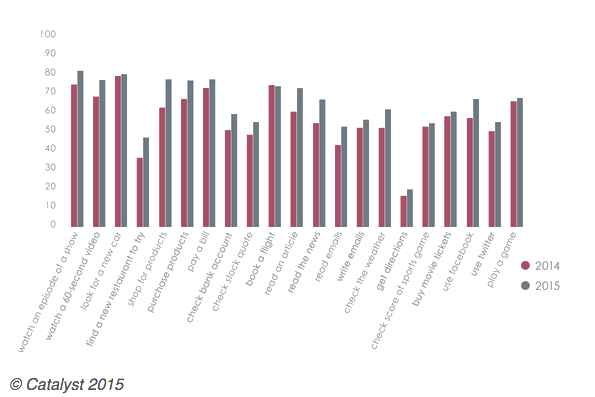 100
90
80
70
60
50
40
30
20
10
0
watch an episode of a show
watch a 60-second video
look for a new car
find a new restaurant to try
shop for products
purchase products
pay a bill
check bank account
check stock quote
book a flight
read an article
read the news
read emails
write emails
check the weather
get directions
check score of sports game
buy movie tickets
use facebook
use twitter
play a game
2014
2015
© Catalyst 2015